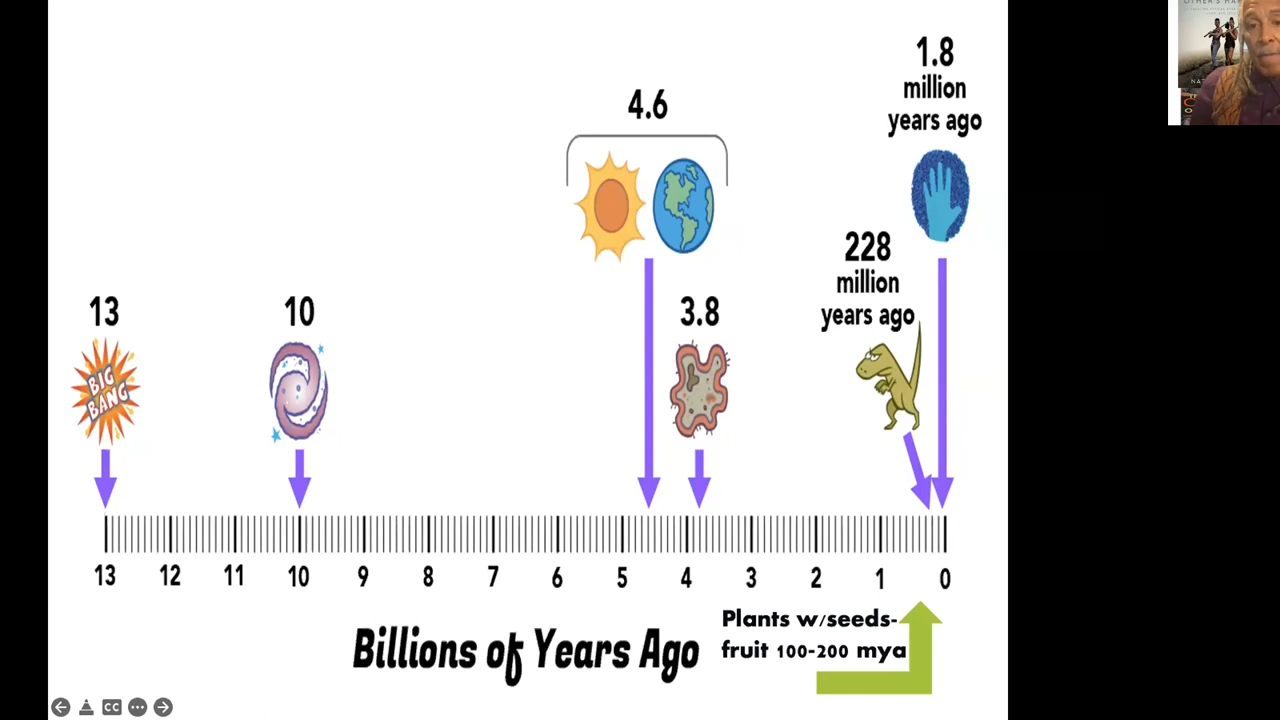 1.8
million
years ago
4.6
228
million
years ago
13
10
3.8
BIG
BANG
13 12 11 10 9 8 7 6 5 4 3 2 1 0
Billions of Years Ago
Plants w/seeds-
fruit 100-200 mya
CC